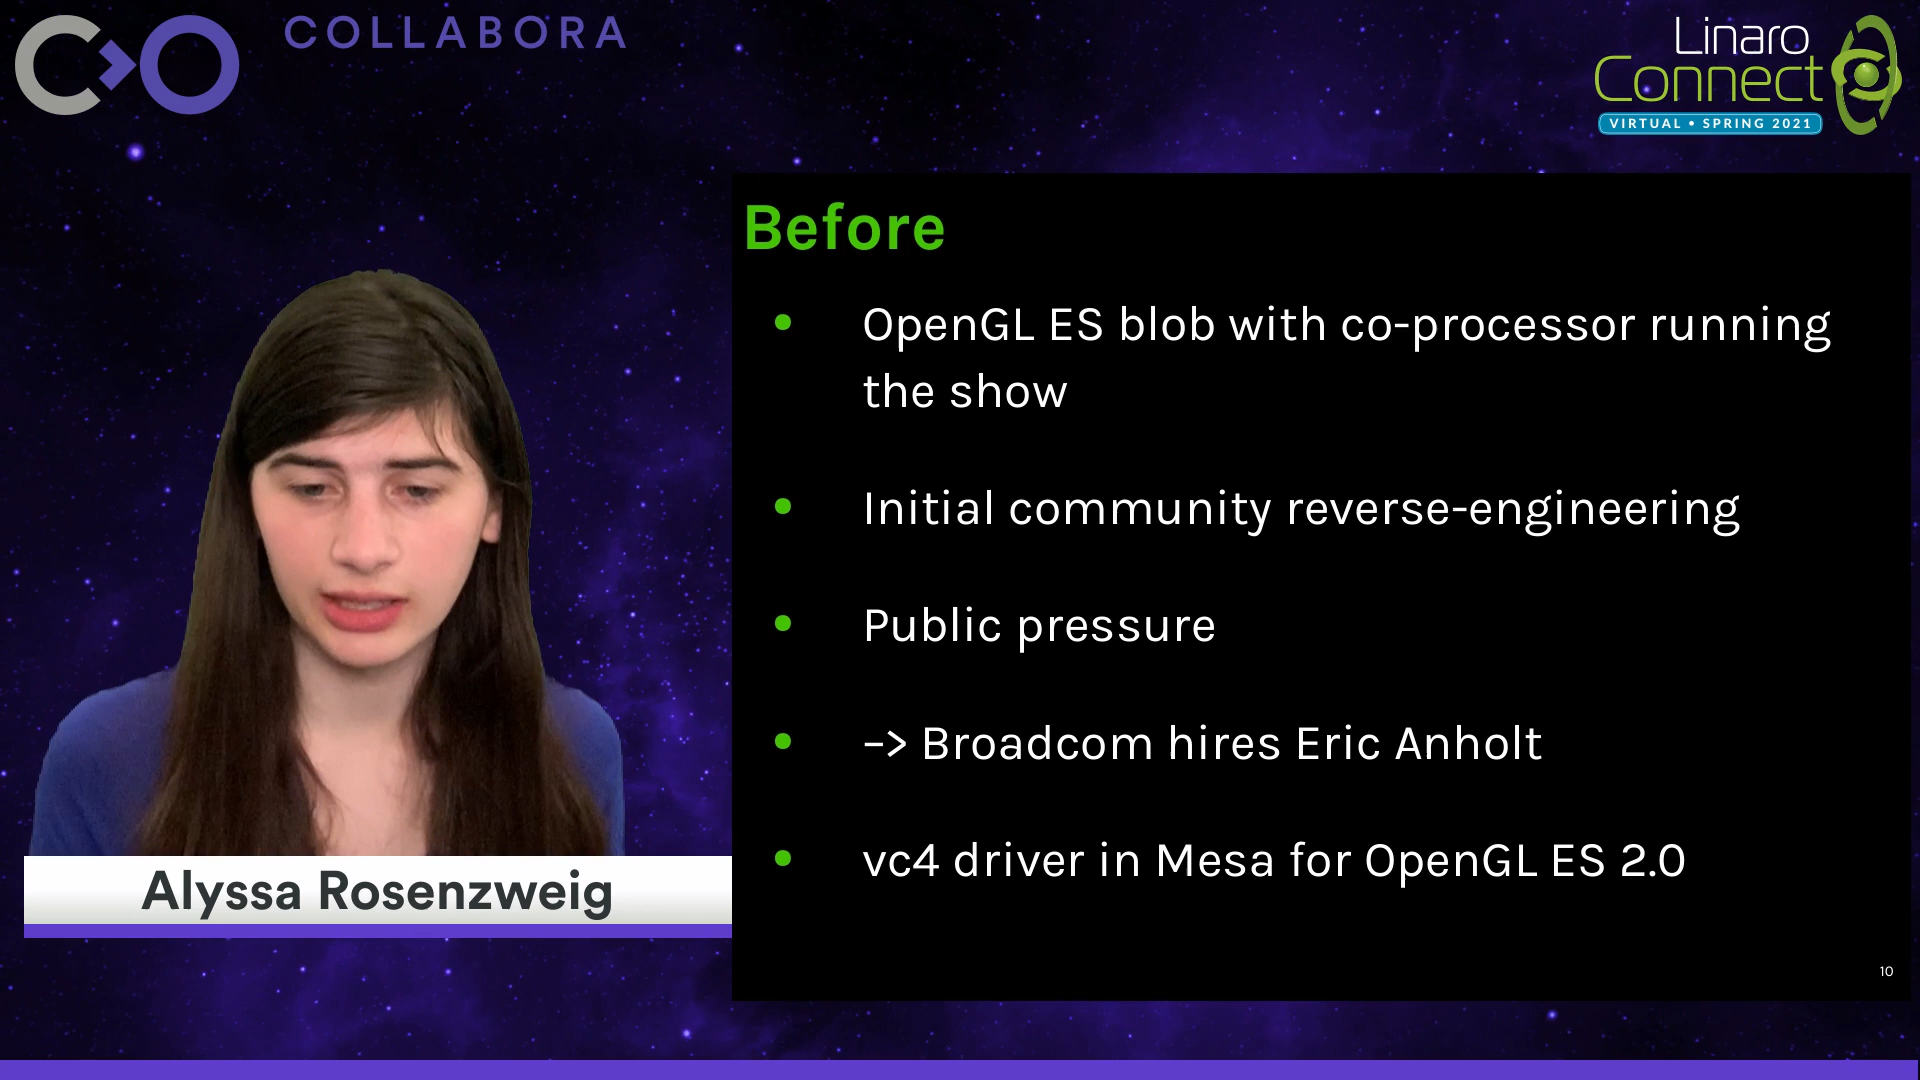 COLLABORA
Linaro
Connect
VIRTUAL • SPRING 2021
Before
• OpenGL ES blob with co-processor running
the show
• Initial community reverse-engineering
• Public pressure
• –> Broadcom hires Eric Anholt
• vc4 driver in Mesa for OpenGL ES 2.0
10
Alyssa Rosenzweig